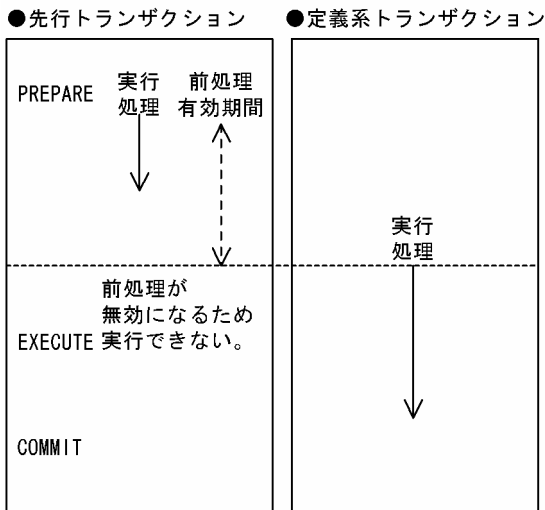 ●先行トランザクション
●定義系トランザクション
PREPARE
実行
処理
前処理
有効期間
実行
処理
前処理が
無効になるため
EXECUTE 実行できない。
COMMIT